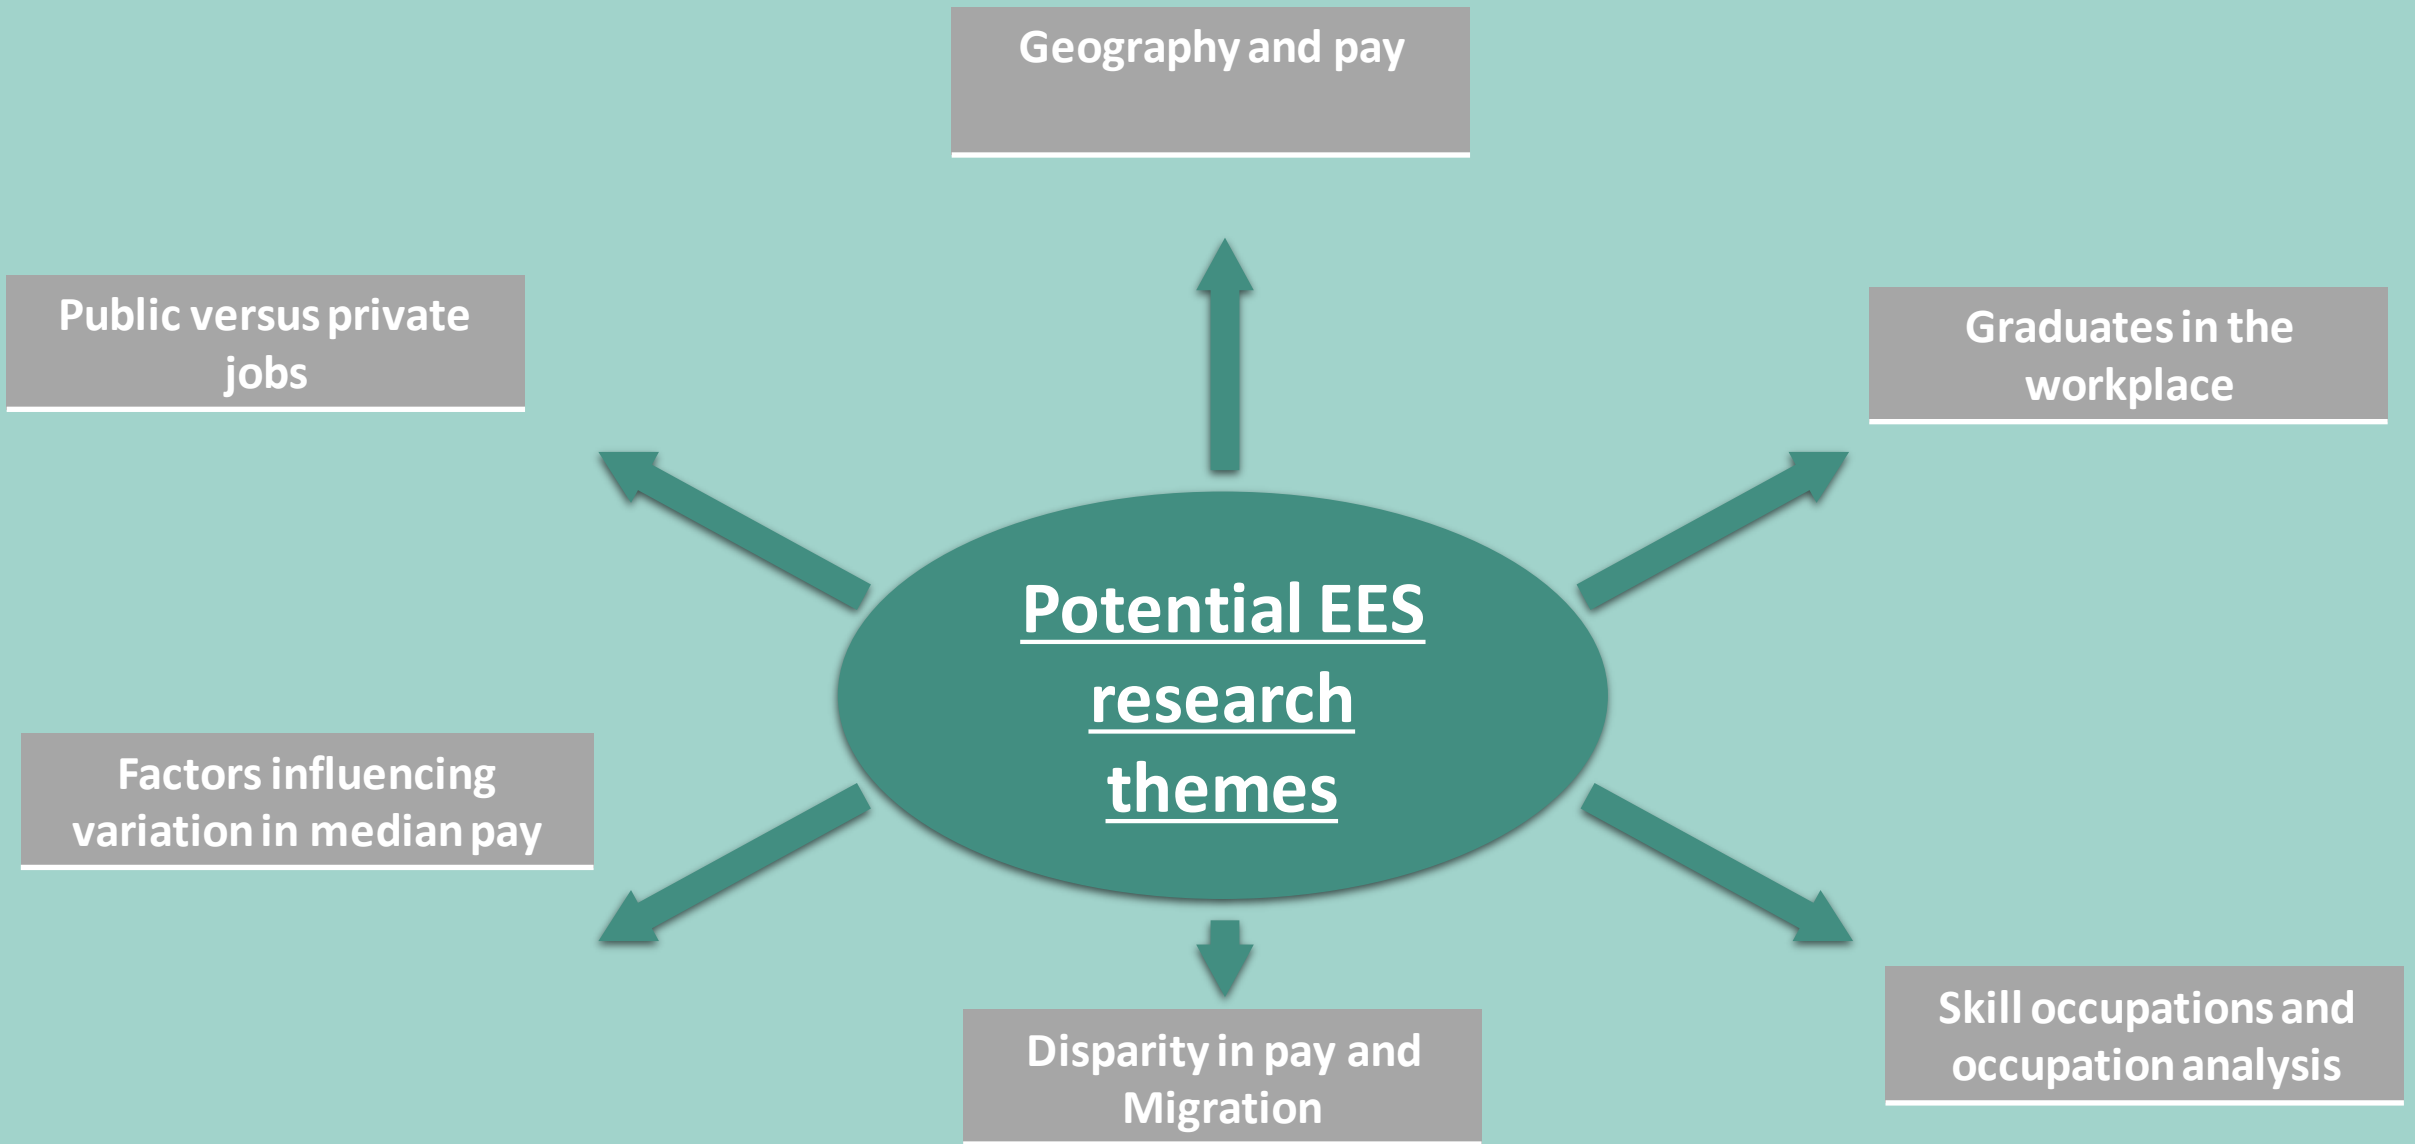 Geography and pay
Public versus private
jobs
Graduates in the
workplace
Potential EES
research
themes
Factors influencing
variation in median pay
Skill occupations and
occupation analysis
Disparity in pay and
Migration